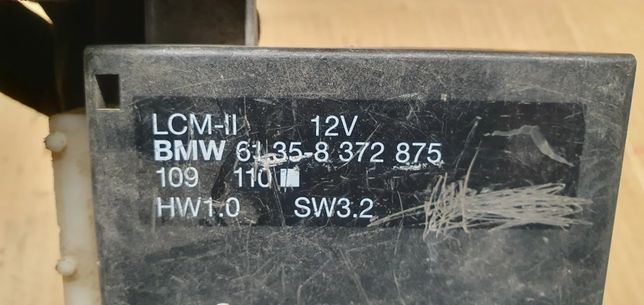 LCM-II 12V
BMW 61.35-8 372 875
109 110
HW1.0 SW3.2